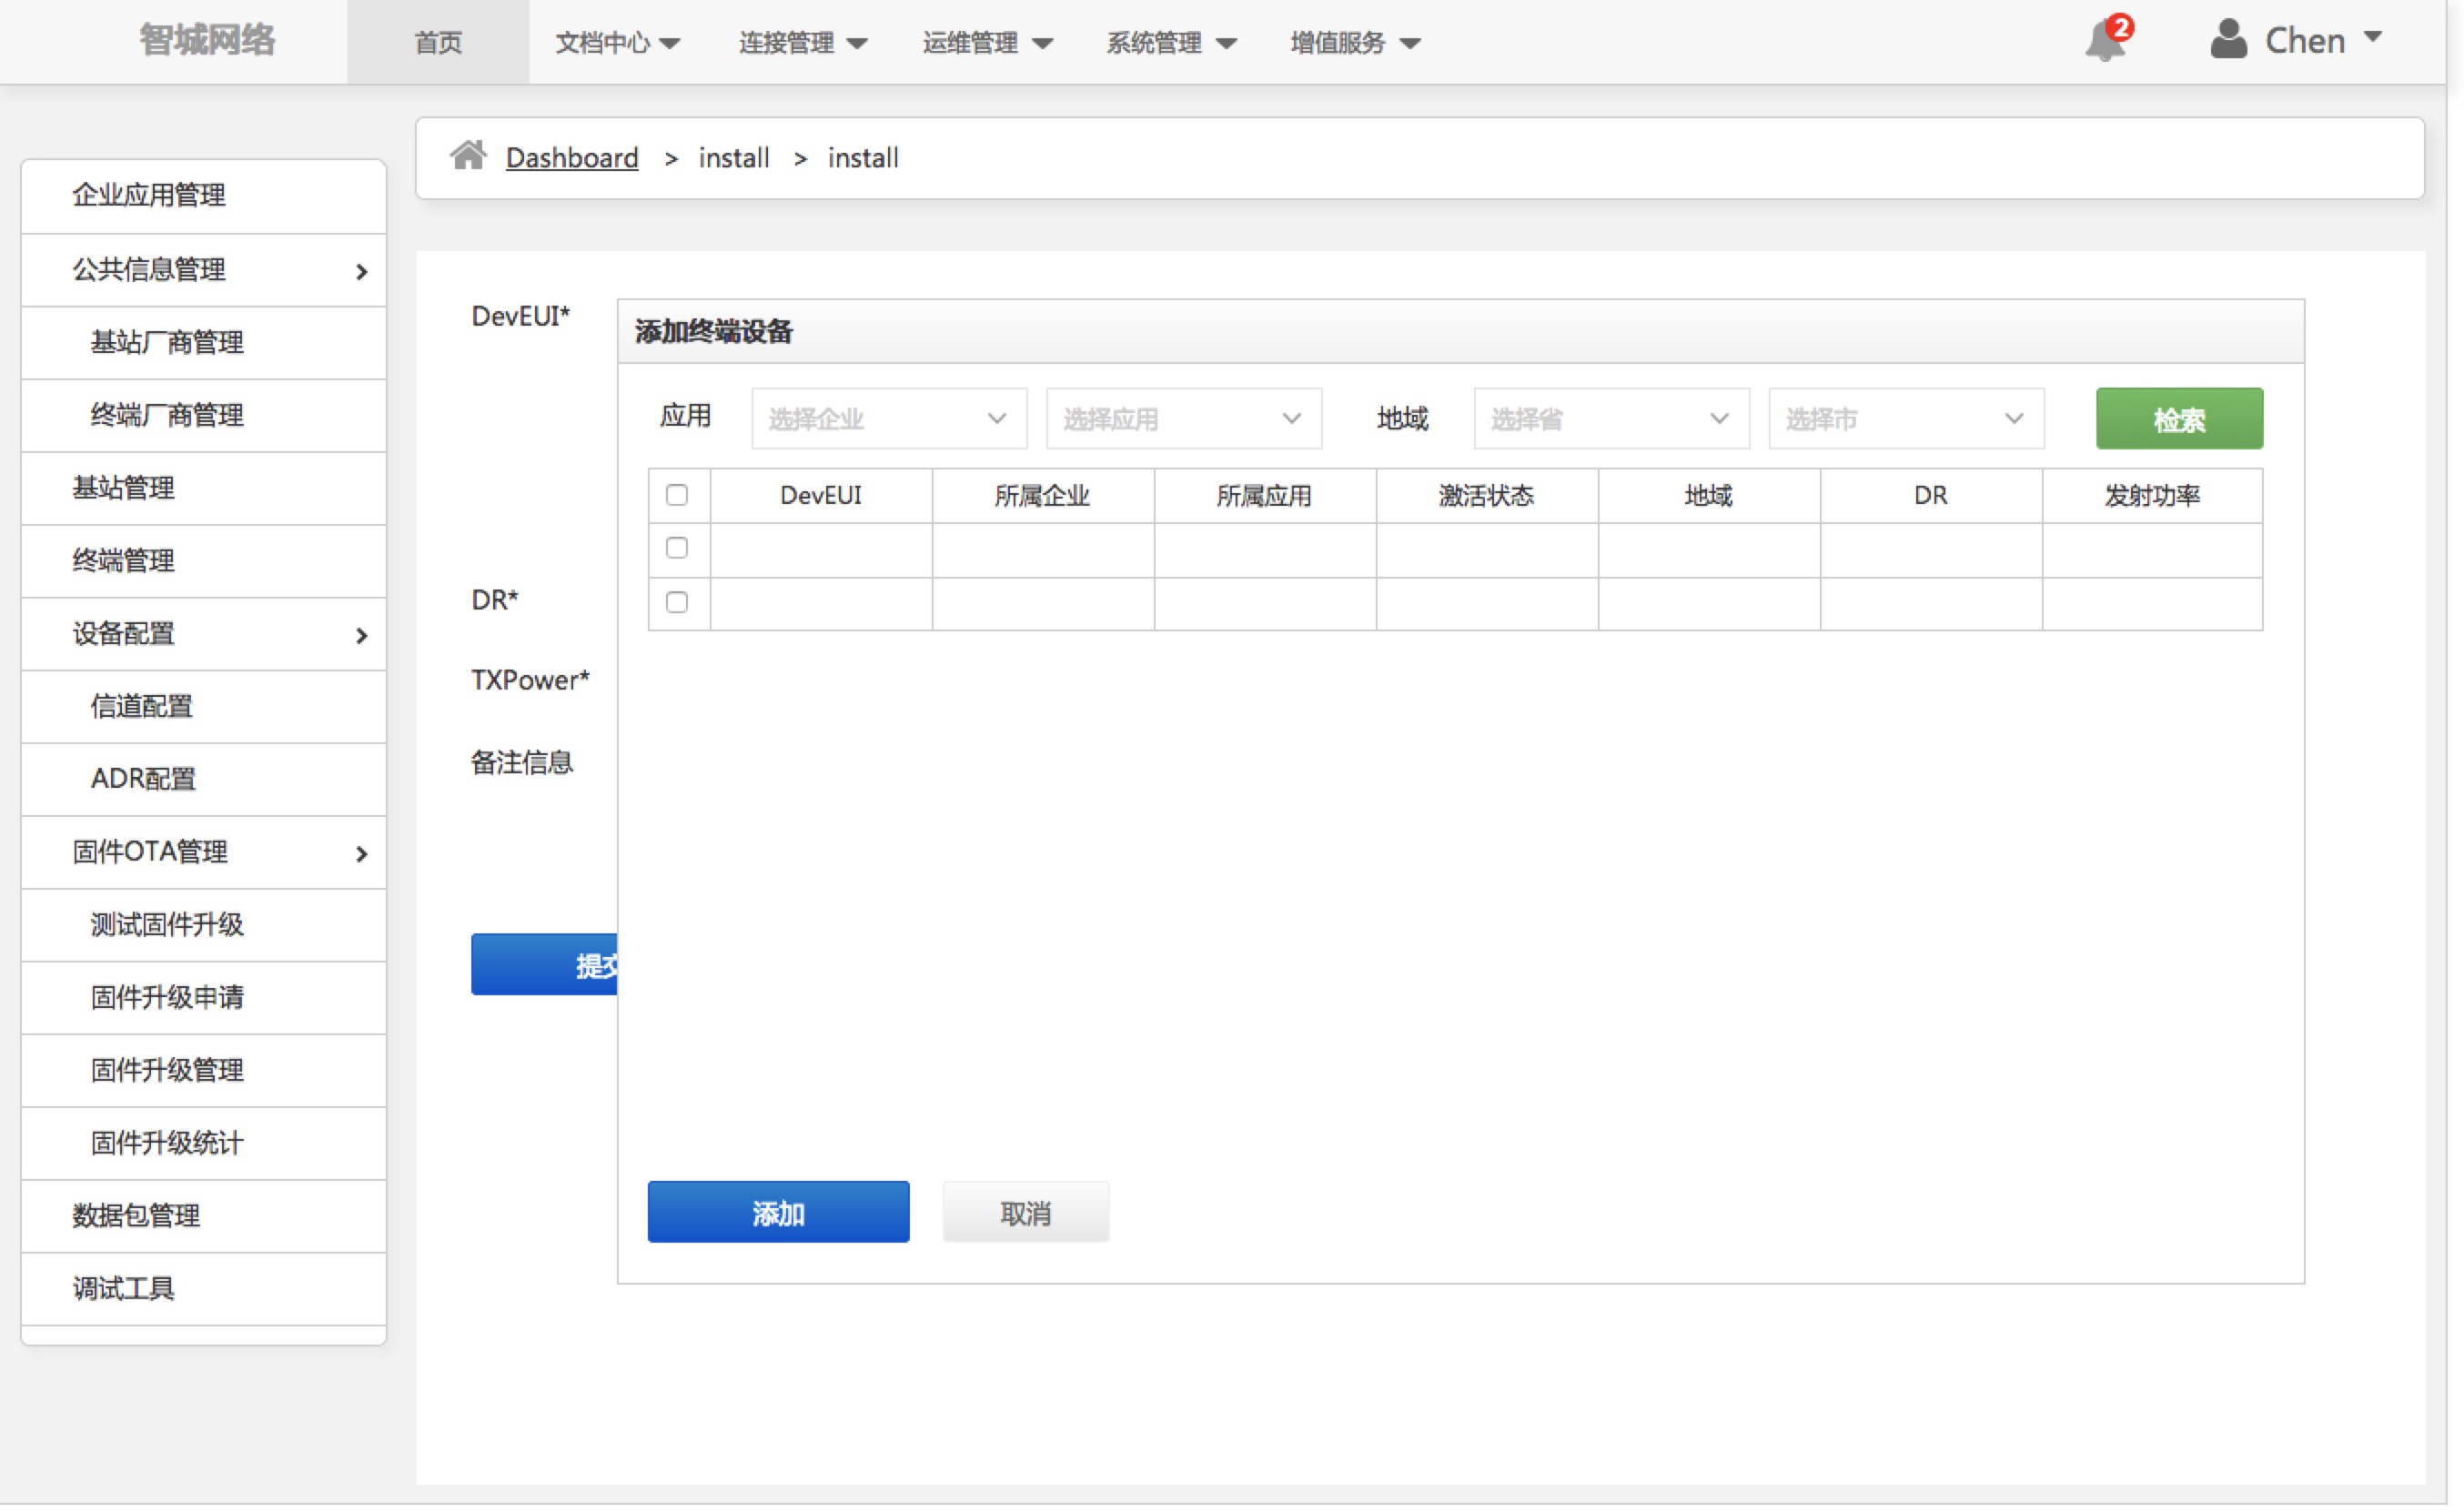 智城网络 首页 文档中心 连接管理 运维管理 系统管理 增值服务 2 Chen
Dashboard > install > install
企业应用管理
公共信息管理
基站厂商管理
终端厂商管理
基站管理
终端管理
设备配置
信道配置
ADR配置
固件OTA管理
测试固件升级
固件升级申请
固件升级管理
固件升级统计
数据包管理
调试工具
DevEUI*
DR*
TXPower*
备注信息
提交
添加终端设备
应用 选择企业 选择应用 地域 选择省 选择市 检索
DevEUI 所属企业 所属应用 激活状态 地域 DR 发射功率
添加 取消